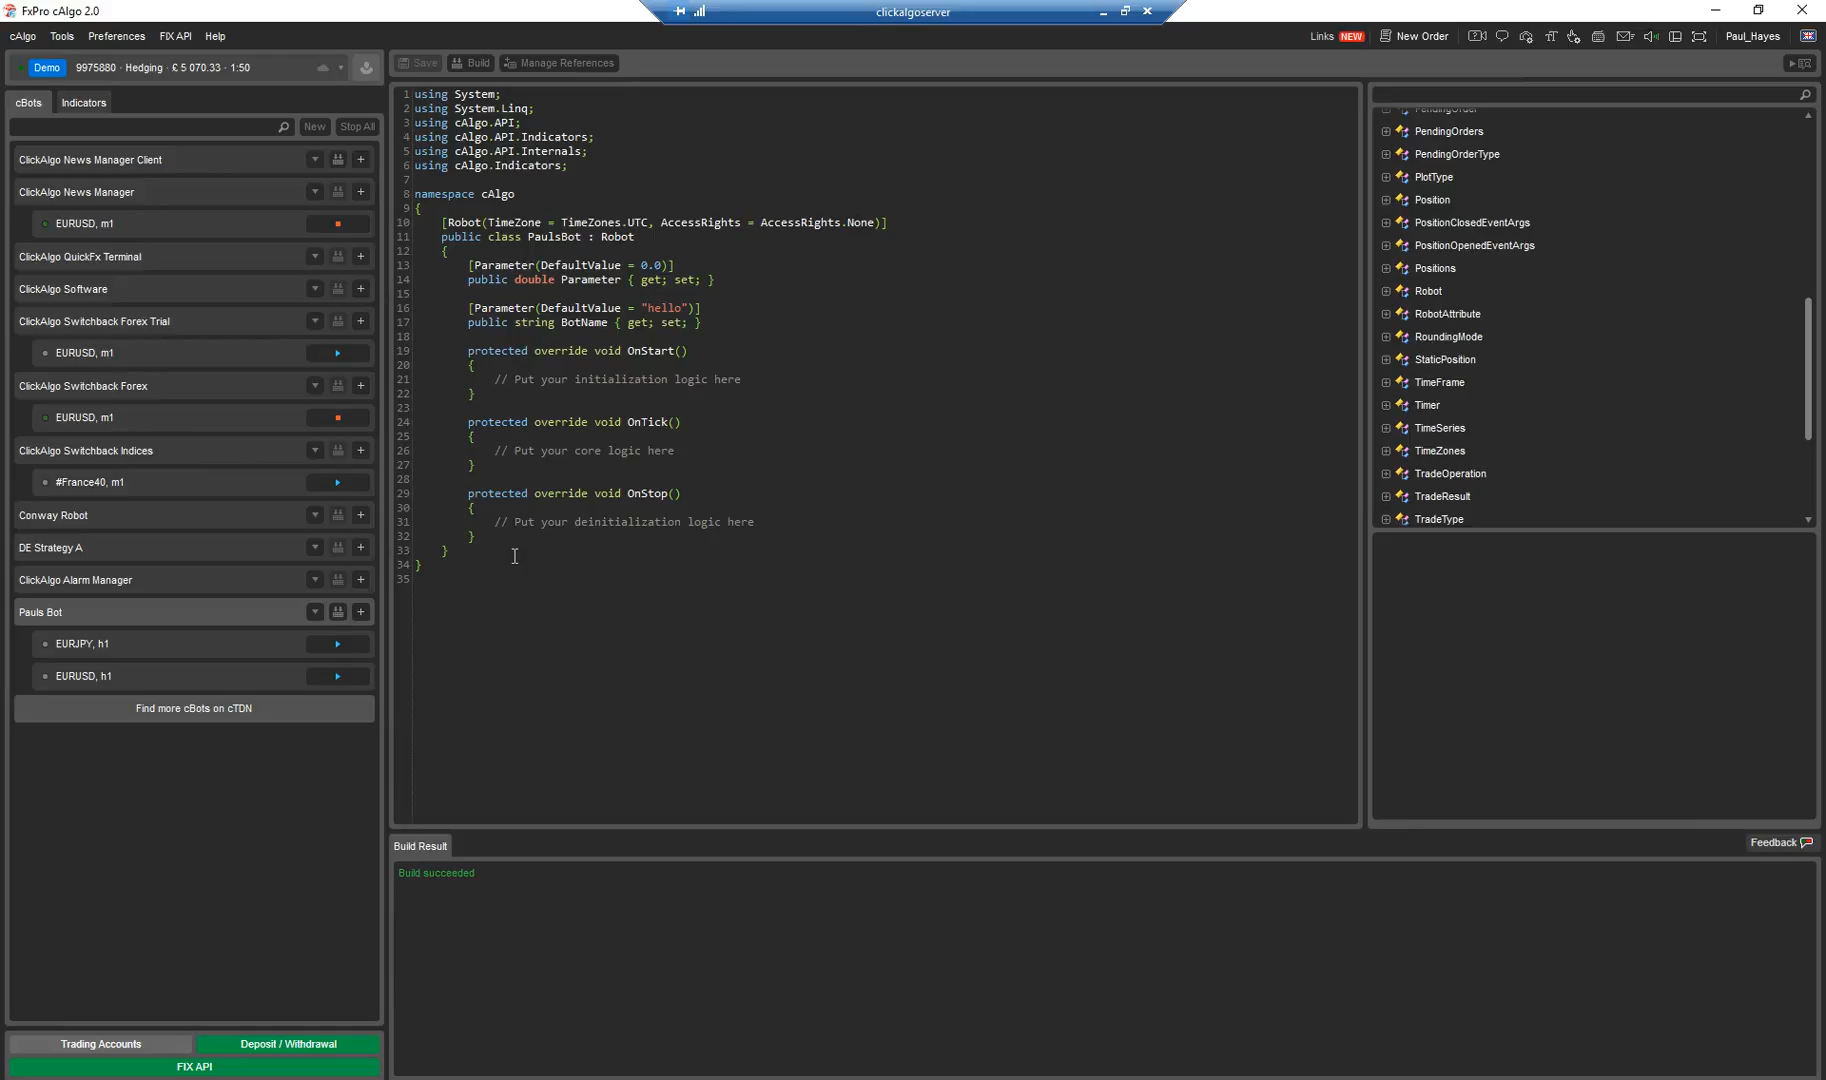 FxPro cAlgo 2.0
clickalgoserver
cAlgo Tools Preferences FIX API Help
Links NEW New Order Paul_Hayes
Demo 9975880 · Hedging · £ 5 070.33 · 1:50
Save Build Manage References
cBots Indicators
New Stop All
ClickAlgo News Manager Client
ClickAlgo News Manager
EURUSD, m1
ClickAlgo QuickFx Terminal
ClickAlgo Software
ClickAlgo Switchback Forex Trial
EURUSD, m1
ClickAlgo Switchback Forex
EURUSD, m1
ClickAlgo Switchback Indices
#France40, m1
Conway Robot
DE Strategy A
ClickAlgo Alarm Manager
Pauls Bot
EURJPY, h1
EURUSD, h1
Find more cBots on cTDN
Trading Accounts Deposit / Withdrawal
FIX API
1 using System;
2 using System.Linq;
3 using cAlgo.API;
4 using cAlgo.API.Indicators;
5 using cAlgo.API.Internals;
6 using cAlgo.Indicators;
7
8 namespace cAlgo
9 {
10 [Robot(TimeZone = TimeZones.UTC, AccessRights = AccessRights.None)]
11 public class PaulsBot : Robot
12 {
13 [Parameter(DefaultValue = 0.0)]
14 public double Parameter { get; set; }
15
16 [Parameter(DefaultValue = "hello")]
17 public string BotName { get; set; }
18
19 protected override void OnStart()
20 {
21 // Put your initialization logic here
22 }
23
24 protected override void OnTick()
25 {
26 // Put your core logic here
27 }
28
29 protected override void OnStop()
30 {
31 // Put your deinitialization logic here
32 }
33 }
34 }
35
PendingOrder
PendingOrders
PendingOrderType
PlotType
Position
PositionClosedEventArgs
PositionOpenedEventArgs
Positions
Robot
RobotAttribute
RoundingMode
StaticPosition
TimeFrame
Timer
TimeSeries
TimeZones
TradeOperation
TradeResult
TradeType
Build Result
Feedback
Build succeeded